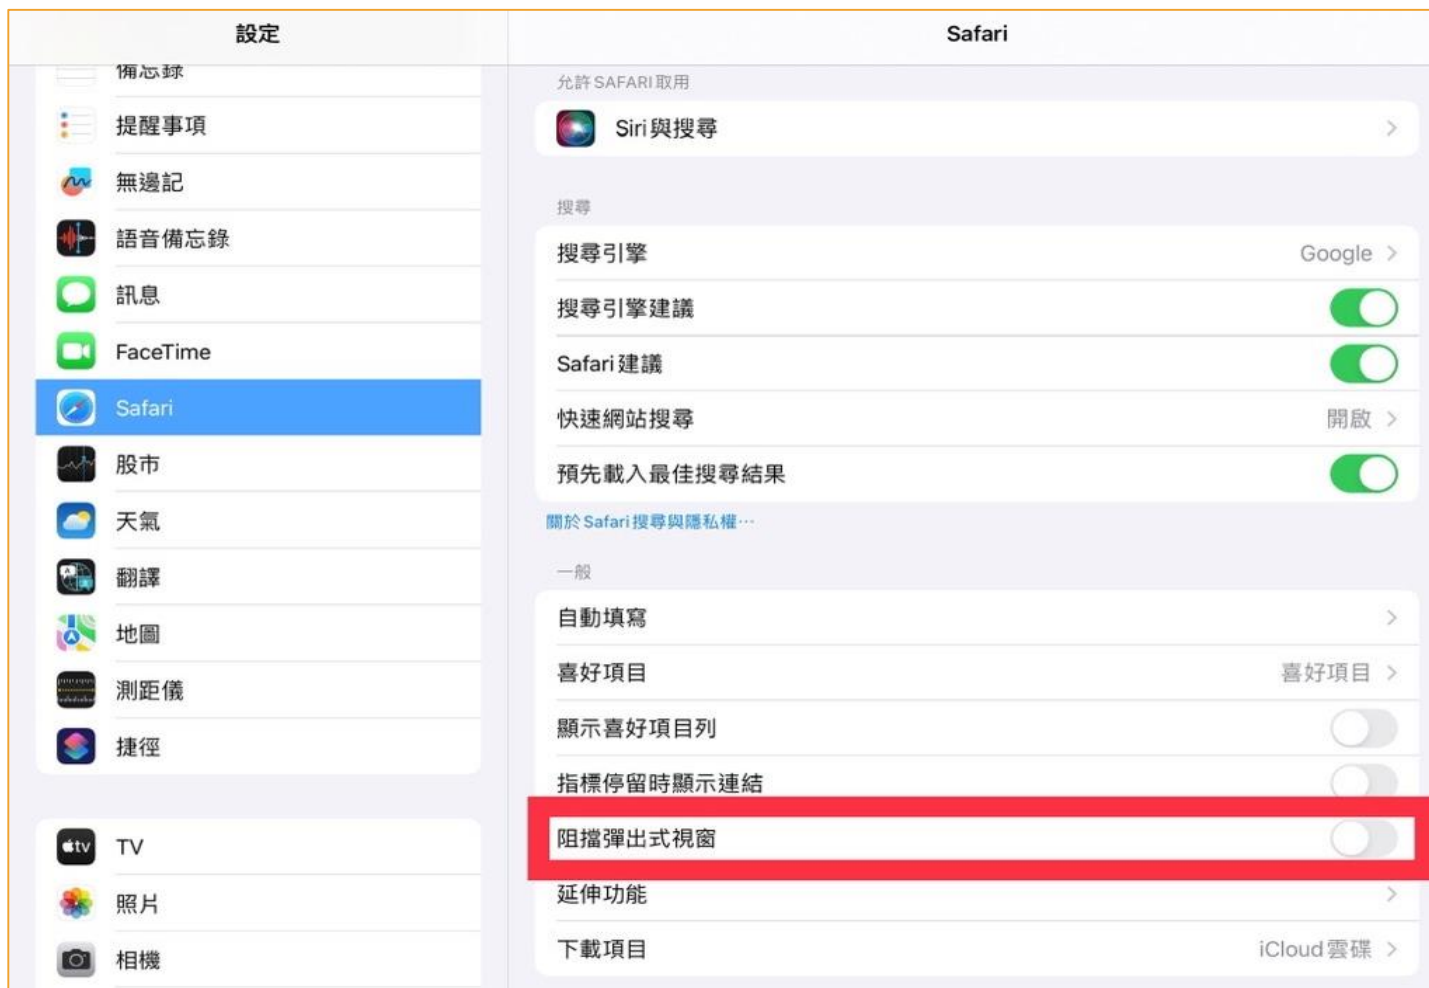 設定
備忘錄
提醒事項
無邊記
語音備忘錄
訊息
FaceTime
Safari
股市
天氣
翻譯
地圖
測距儀
捷徑
tv TV
照片
相機
Safari
允許SAFARI取用
Siri與搜尋
搜尋
搜尋引擎 Google
搜尋引擎建議
Safari建議
快速網站搜尋 開啟
預先載入最佳搜尋結果
關於Safari搜尋與隱私權…
一般
自動填寫
喜好項目 喜好項目
顯示喜好項目列
指標停留時顯示連結
阻擋彈出式視窗
延伸功能
下載項目 iCloud雲碟